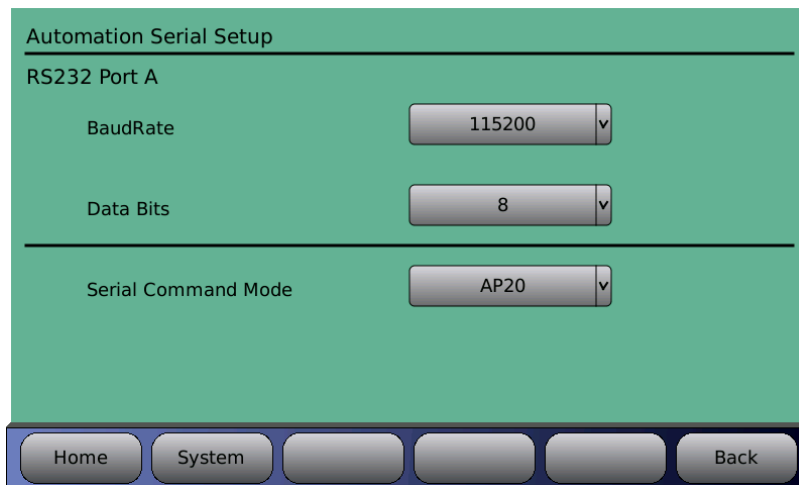 Automation Serial Setup
RS232 Port A
BaudRate 115200
Data Bits 8
Serial Command Mode AP20
Home System Back